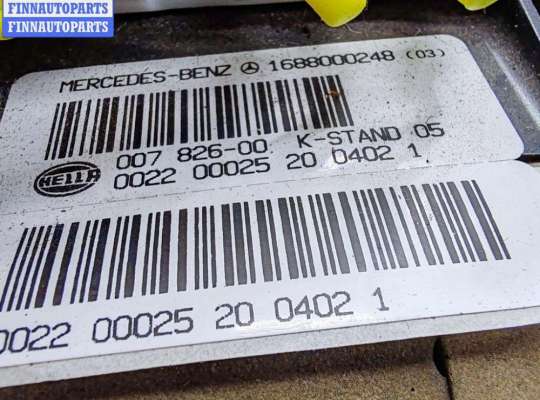 FINNAUTOPARTS
FINNAUTOPARTS
MERCEDES-BENZ 1688000248 (03)
007 826-00 K-STAND 05
HELLA
0022 00025 20 0402 1
0022 00025 20 0402 1